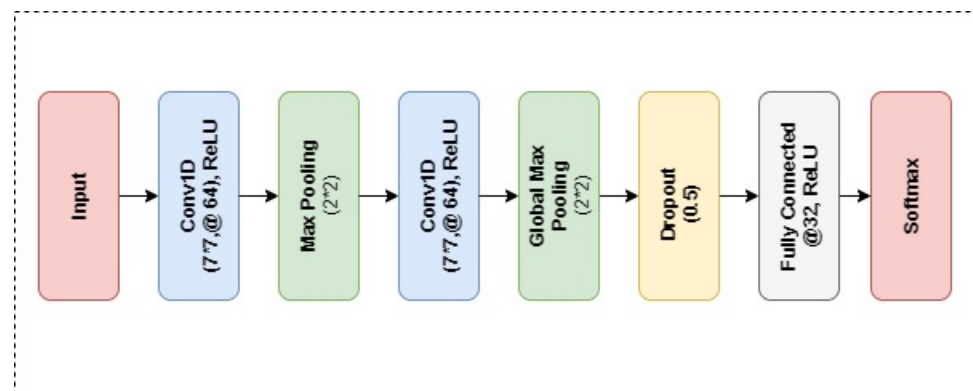 Input
Conv1D
(7*7,@ 64), ReLU
Max Pooling
(2*2)
Conv1D
(7*7,@ 64), ReLU
Global Max
Pooling
(2*2)
Dropout
(0.5)
Fully Connected
@32, ReLU
Softmax